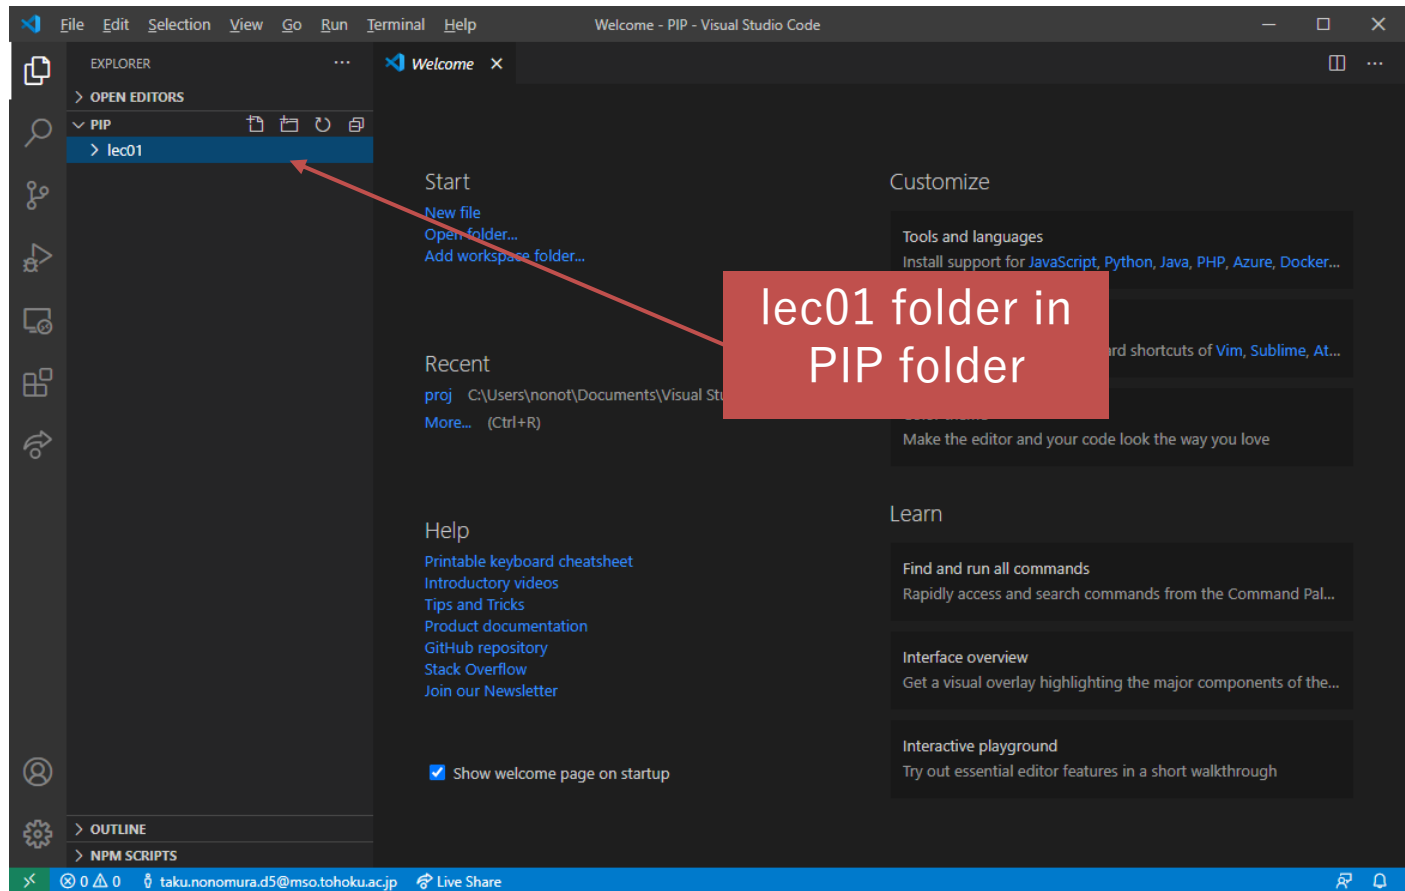 File Edit Selection View Go Run Terminal Help Welcome - PIP - Visual Studio Code
EXPLORER
Welcome
OPEN EDITORS
PIP
lec01
Start
New file
Open folder...
Add workspace folder...
Recent
proj C:\Users\nonot\Documents\Visual Stu
More... (Ctrl+R)
Help
Printable keyboard cheatsheet
Introductory videos
Tips and Tricks
Product documentation
GitHub repository
Stack Overflow
Join our Newsletter
Show welcome page on startup
lec01 folder in
PIP folder
Customize
Tools and languages
Install support for JavaScript, Python, Java, PHP, Azure, Docker...
rd shortcuts of Vim, Sublime, At...
Make the editor and your code look the way you love
Learn
Find and run all commands
Rapidly access and search commands from the Command Pal...
Interface overview
Get a visual overlay highlighting the major components of the...
Interactive playground
Try out essential editor features in a short walkthrough
OUTLINE
NPM SCRIPTS
0 0 taku.nonomura.d5@mso.tohoku.ac.jp Live Share